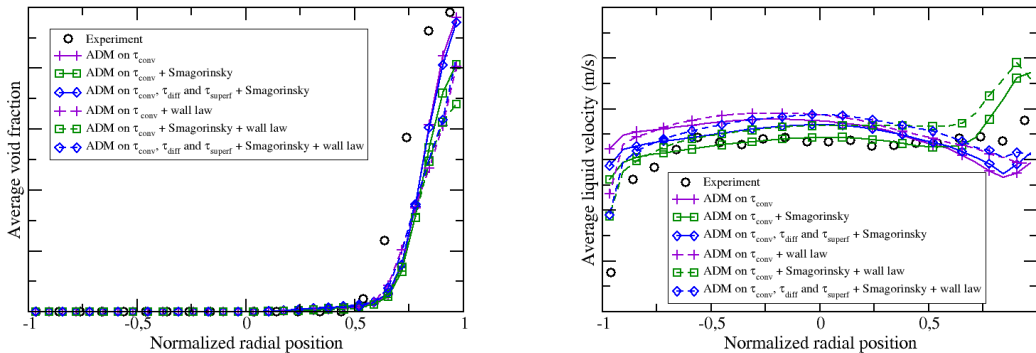 Average void fraction
Experiment
ADM on τconv
ADM on τconv + Smagorinsky
ADM on τconv, τdiff and τsuperf + Smagorinsky
ADM on τconv + wall law
ADM on τconv + Smagorinsky + wall law
ADM on τconv, τdiff and τsuperf + Smagorinsky + wall law
-1 -0,5 0 0,5 1
Normalized radial position
Average liquid velocity (m/s)
Experiment
ADM on τconv
ADM on τconv + Smagorinsky
ADM on τconv, τdiff and τsuperf + Smagorinsky
ADM on τconv + wall law
ADM on τconv + Smagorinsky + wall law
ADM on τconv, τdiff and τsuperf + Smagorinsky + wall law
-1 -0,5 0 0,5
Normalized radial position